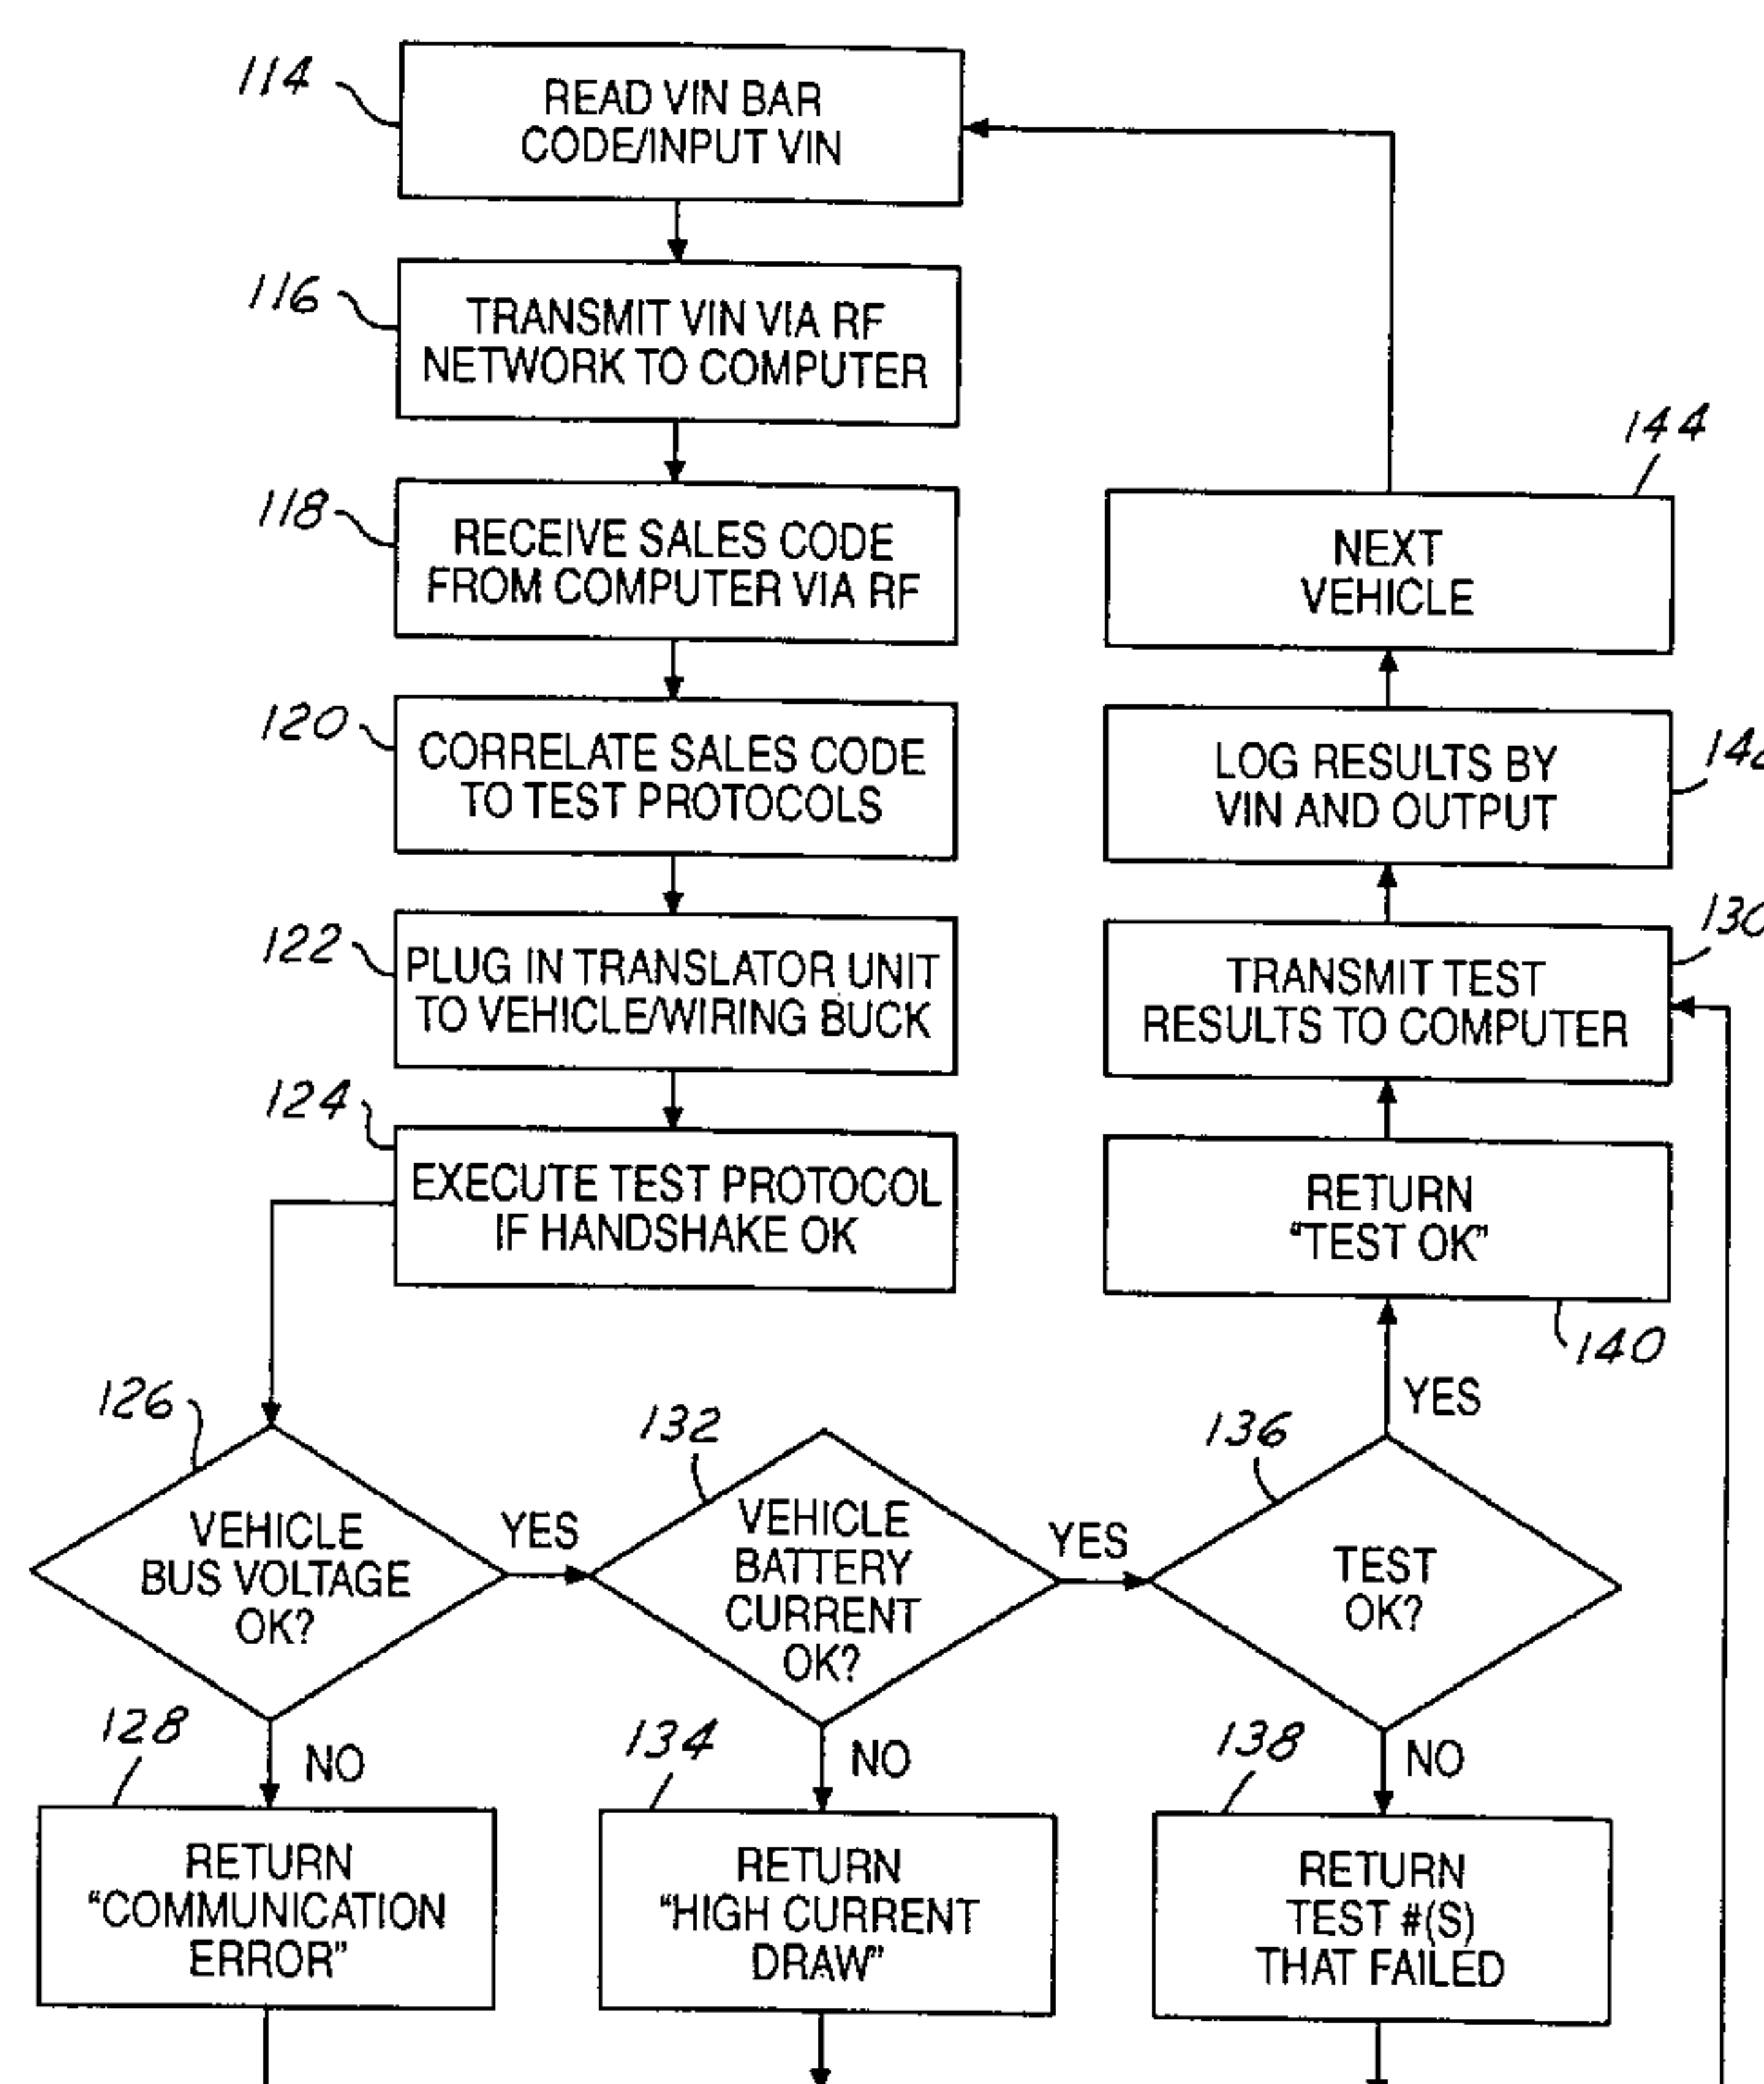 114
READ VIN BAR
CODE/INPUT VIN
116
TRANSMIT VIN VIA RF
NETWORK TO COMPUTER
118
RECEIVE SALES CODE
FROM COMPUTER VIA RF
144
NEXT
VEHICLE
120
CORRELATE SALES CODE
TO TEST PROTOCOLS
LOG RESULTS BY
VIN AND OUTPUT
122
PLUG IN TRANSLATOR UNIT
TO VEHICLE/WIRING BUCK
130
TRANSMIT TEST
RESULTS TO COMPUTER
124
EXECUTE TEST PROTOCOL
IF HANDSHAKE OK
RETURN
“TEST OK”
140
YES
126
VEHICLE
BUS VOLTAGE
OK?
YES
132
VEHICLE
BATTERY
CURRENT
OK?
YES
136
TEST
OK?
128
NO
134
NO
138
NO
RETURN
“COMMUNICATION
ERROR”
RETURN
“HIGH CURRENT
DRAW”
RETURN
TEST #(S)
THAT FAILED